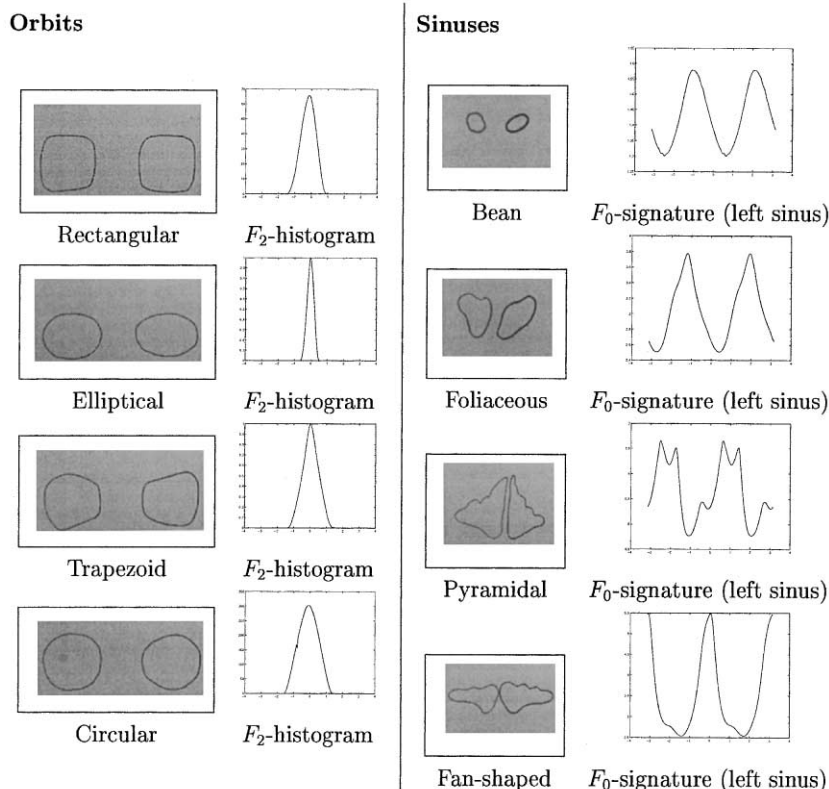 Orbits
Rectangular
F₂-histogram
Elliptical
F₂-histogram
Trapezoid
F₂-histogram
Circular
F₂-histogram
Sinuses
Bean
F₀-signature (left sinus)
Foliaceous
F₀-signature (left sinus)
Pyramidal
F₀-signature (left sinus)
Fan-shaped
F₀-signature (left sinus)